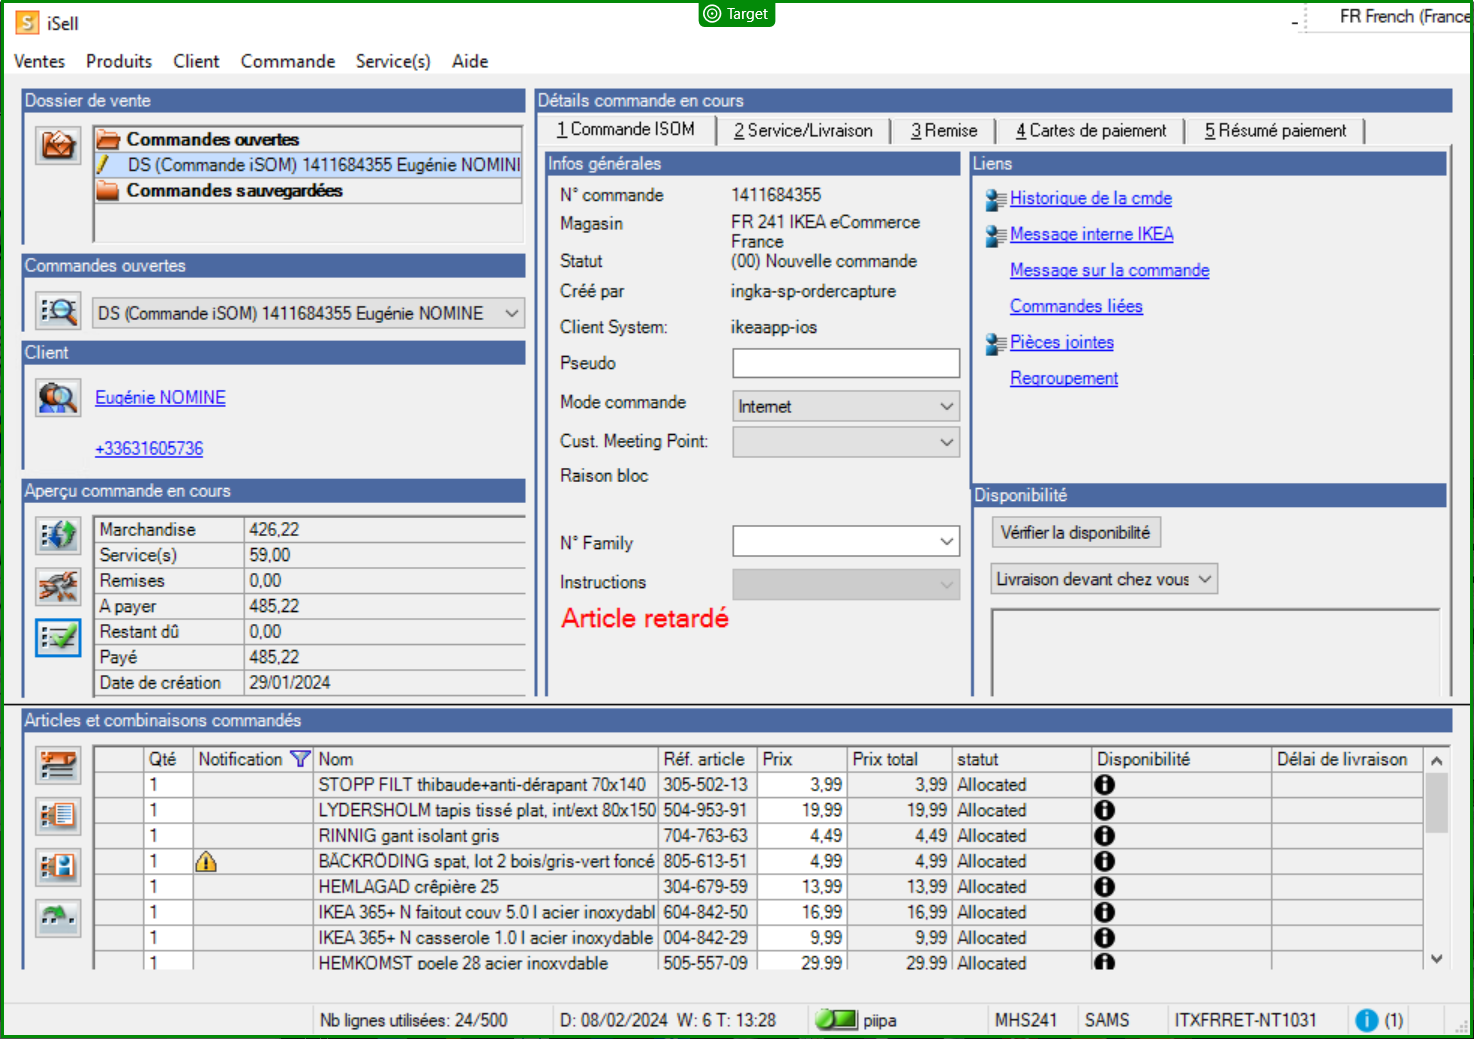 Target
iSell
FR French (France
Ventes Produits Client Commande Service(s) Aide
Dossier de vente
Commandes ouvertes
DS (Commande iSOM) 1411684355 Eugénie NOMINI
Commandes sauvegardées
Commandes ouvertes
DS (Commande iSOM) 1411684355 Eugénie NOMINE
Client
Eugénie NOMINE
+33631605736
Aperçu commande en cours
Marchandise 426,22
Service(s) 59,00
Remises 0,00
A payer 485,22
Restant dû 0,00
Payé 485,22
Date de création 29/01/2024
Détails commande en cours
1 Commande ISOM 2 Service/Livraison 3 Remise 4 Cartes de paiement 5 Résumé paiement
Infos générales
N° commande 1411684355
Magasin FR 241 IKEA eCommerce
France
Statut (00) Nouvelle commande
Créé par ingka-sp-ordercapture
Client System: ikeaapp-ios
Pseudo
Mode commande Internet
Cust. Meeting Point:
Raison bloc
N° Family
Instructions
Article retardé
Liens
Historique de la cmde
Message interne IKEA
Message sur la commande
Commandes liées
Pièces jointes
Regroupement
Disponibilité
Vérifier la disponibilité
Livraison devant chez vous
Articles et combinaisons commandés
Qté Notification Nom Réf. article Prix Prix total statut Disponibilité Délai de livraison
1 STOPP FILT thibaude+anti-dérapant 70x140 305-502-13 3,99 3,99 Allocated
1 LYDERSHOLM tapis tissé plat, int/ext 80x150 504-953-91 19,99 19,99 Allocated
1 RINNIG gant isolant gris 704-763-63 4,49 4,49 Allocated
1 BÄCKRÖDING spat, lot 2 bois/gris-vert foncé 805-613-51 4,99 4,99 Allocated
1 HEMLAGAD crêpière 25 304-679-59 13,99 13,99 Allocated
1 IKEA 365+ N faitout couv 5.0 l acier inoxydabl 604-842-50 16,99 16,99 Allocated
1 IKEA 365+ N casserole 1.0 l acier inoxydable 004-842-29 9,99 9,99 Allocated
1 HEMKOMST poele 28 acier inoxydable 505-557-09 29,99 29,99 Allocated
Nb lignes utilisées: 24/500 D: 08/02/2024 W: 6 T: 13:28 piipa MHS241 SAMS ITXFRRET-NT1031 (1)